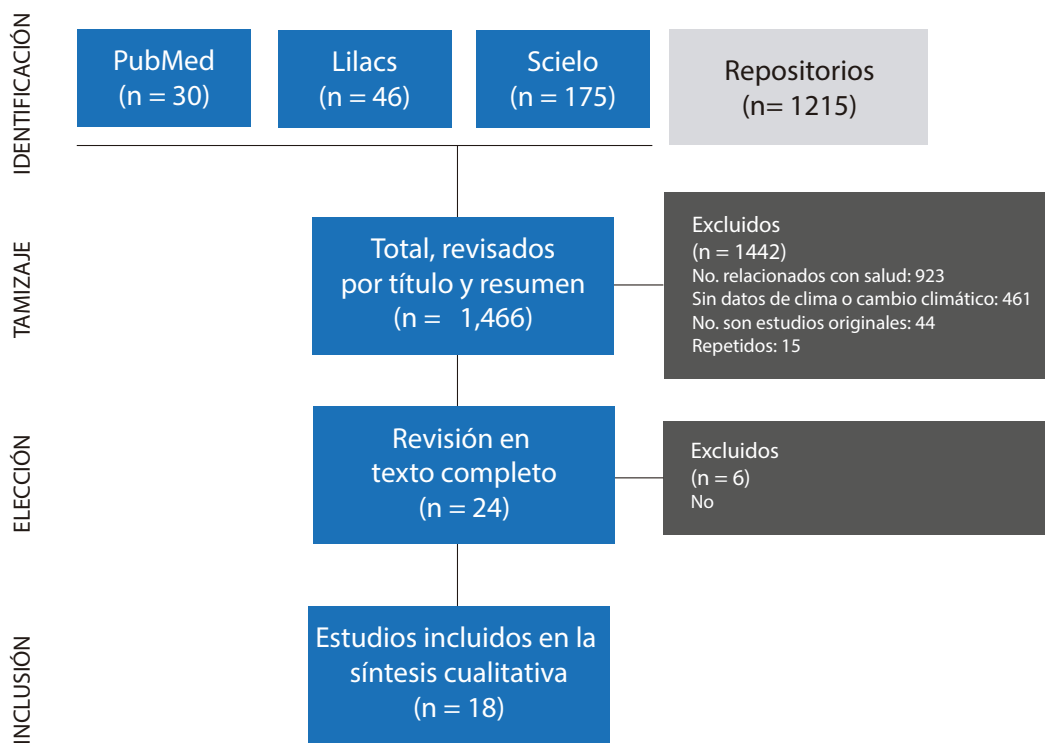 IDENTIFICACIÓN
PubMed
(n = 30)
Lilacs
(n = 46)
Scielo
(n = 175)
Repositorios
(n= 1215)
TAMIZAJE
Total, revisados
por título y resumen
(n = 1,466)
Excluidos
(n = 1442)
No. relacionados con salud: 923
Sin datos de clima o cambio climático: 461
No. son estudios originales: 44
Repetidos: 15
ELECCIÓN
Revisión en
texto completo
(n = 24)
Excluidos
(n = 6)
No
INCLUSIÓN
Estudios incluidos en la
síntesis cualitativa
(n = 18)